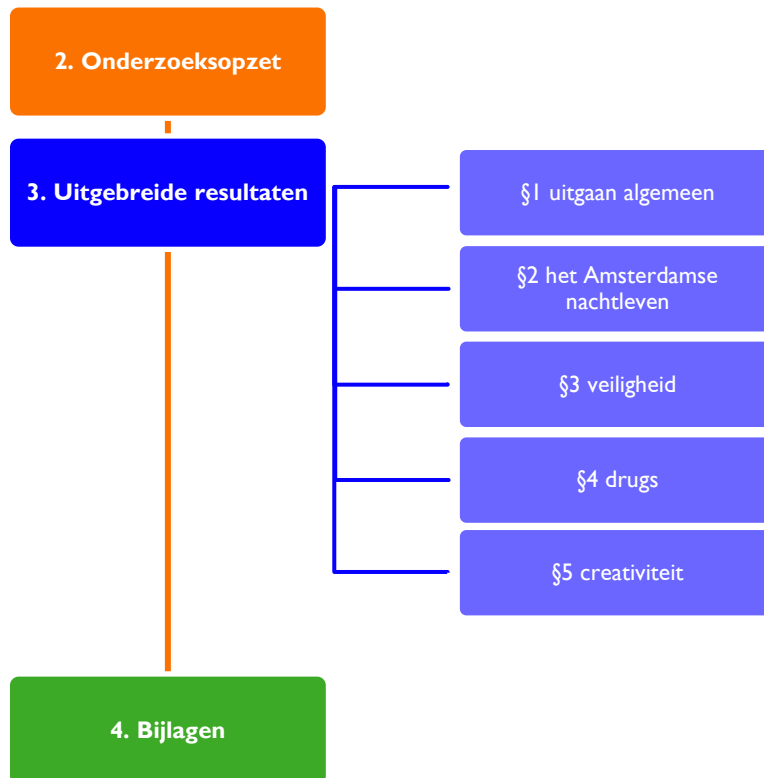 2. Onderzoeksopzet
3. Uitgebreide resultaten
§1 uitgaan algemeen
§2 het Amsterdamse
nachtleven
§3 veiligheid
§4 drugs
§5 creativiteit
4. Bijlagen